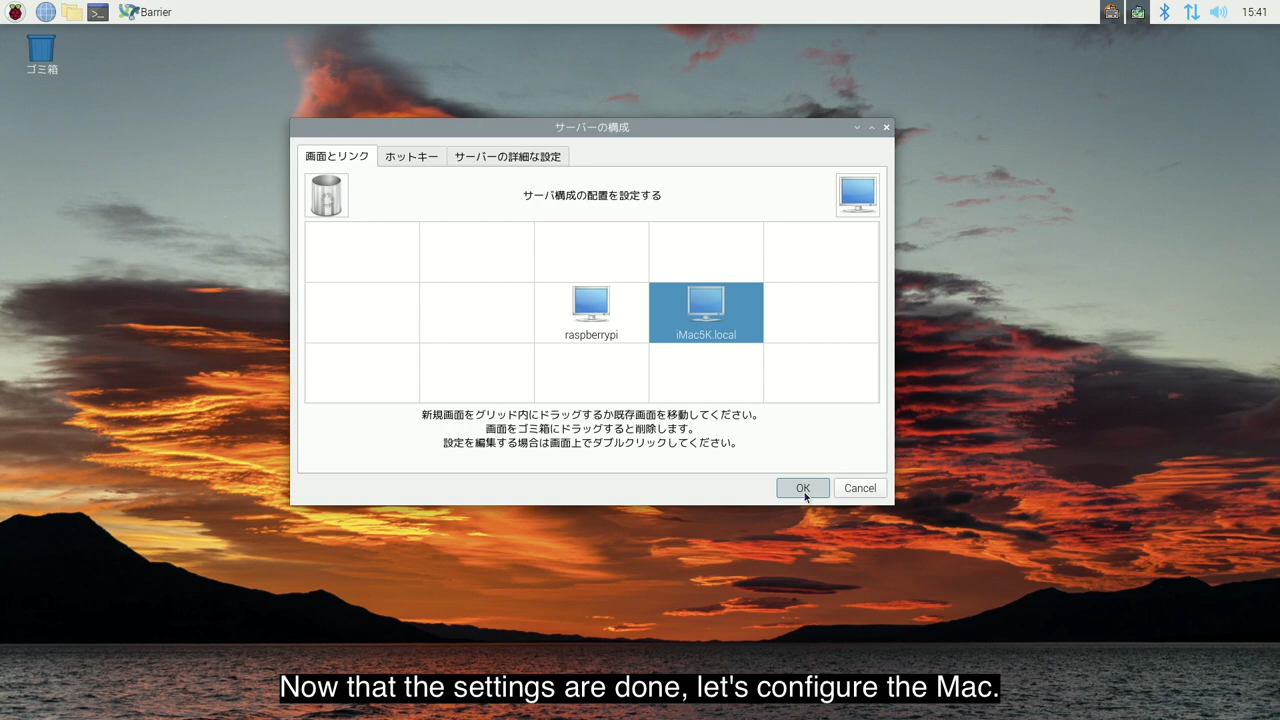 Barrier
15:41
ゴミ箱
サーバーの構成
画面とリンク
ホットキー
サーバーの詳細な設定
サーバ構成の配置を設定する
raspberrypi
iMac5K.local
新規画面をグリッド内にドラッグするか既存画面を移動してください。
画面をゴミ箱にドラッグすると削除します。
設定を編集する場合は画面上でダブルクリックしてください。
OK
Cancel
Now that the settings are done, let's configure the Mac.